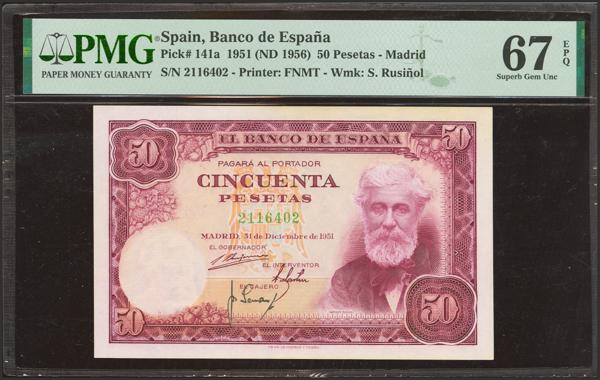 PMG
PAPER MONEY GUARANTY
Spain, Banco de España
Pick# 141a 1951 (ND 1956) 50 Pesetas - Madrid
S/N 2116402 - Printer: FNMT - Wmk: S. Rusiñol
67 EPQ
Superb Gem Unc
50
EL BANCO DE ESPAÑA
50
PAGARÁ AL PORTADOR
CINCUENTA
PESETAS
2116402
MADRID, 31 de Diciembre de 1951
EL GOBERNADOR
EL INTERVENTOR
EL CAJERO
50
50